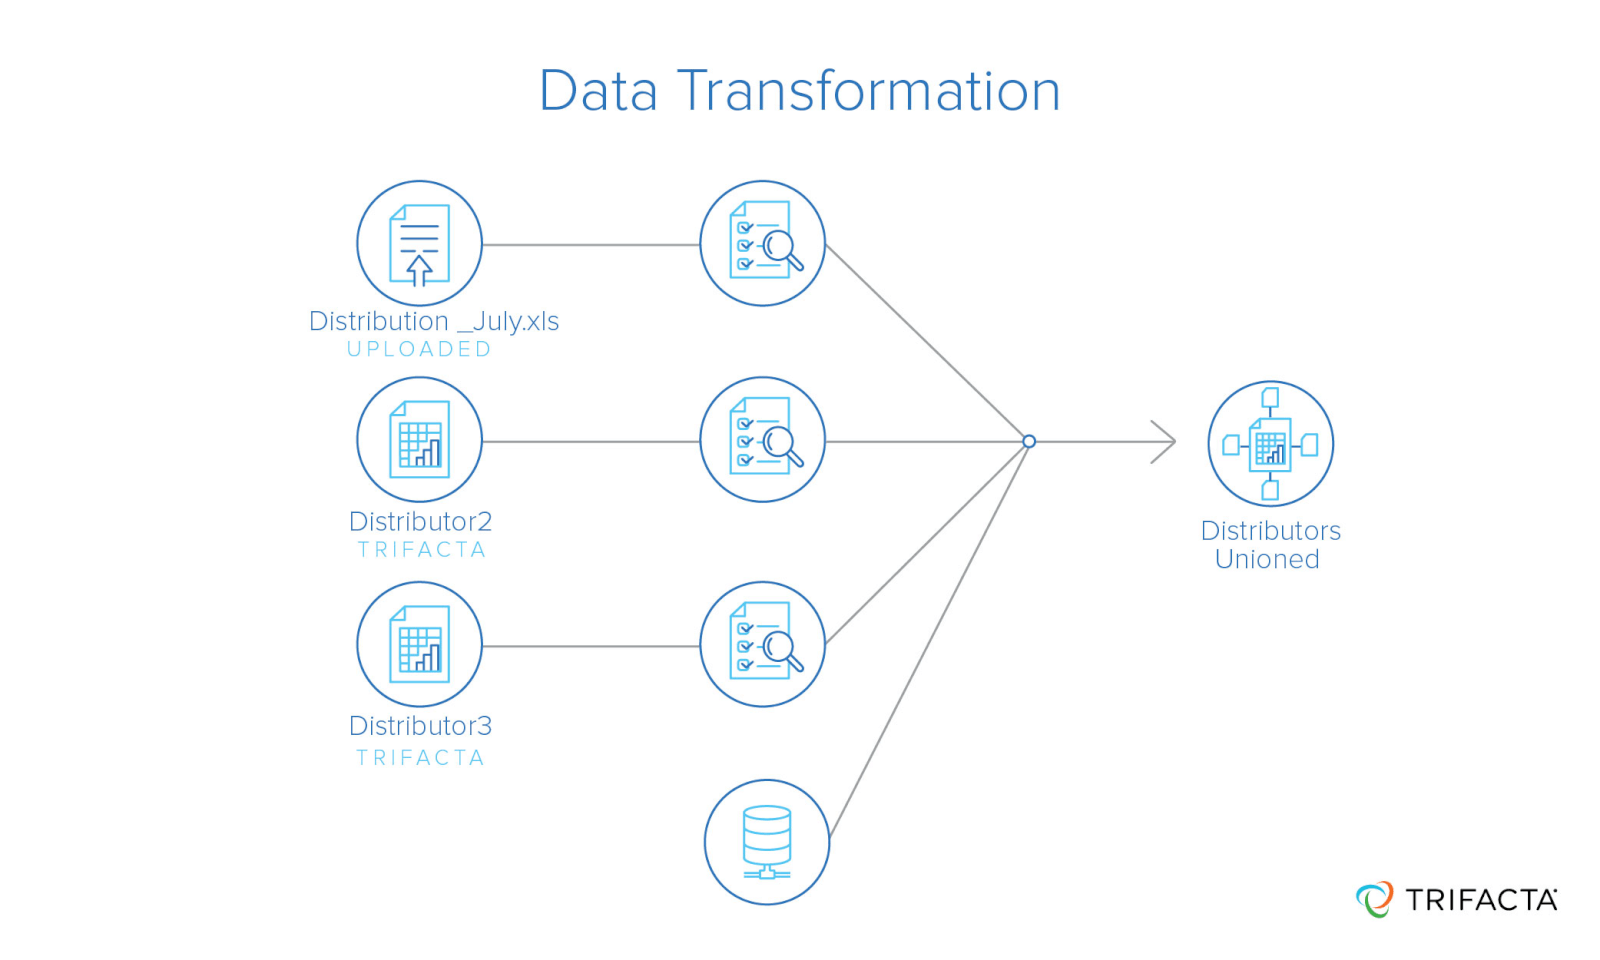 Data Transformation
Distribution _July.xls
UPLOADED
Distributor2
TRIFACTA
Distributor3
TRIFACTA
Distributors
Unioned
TRIFACTA